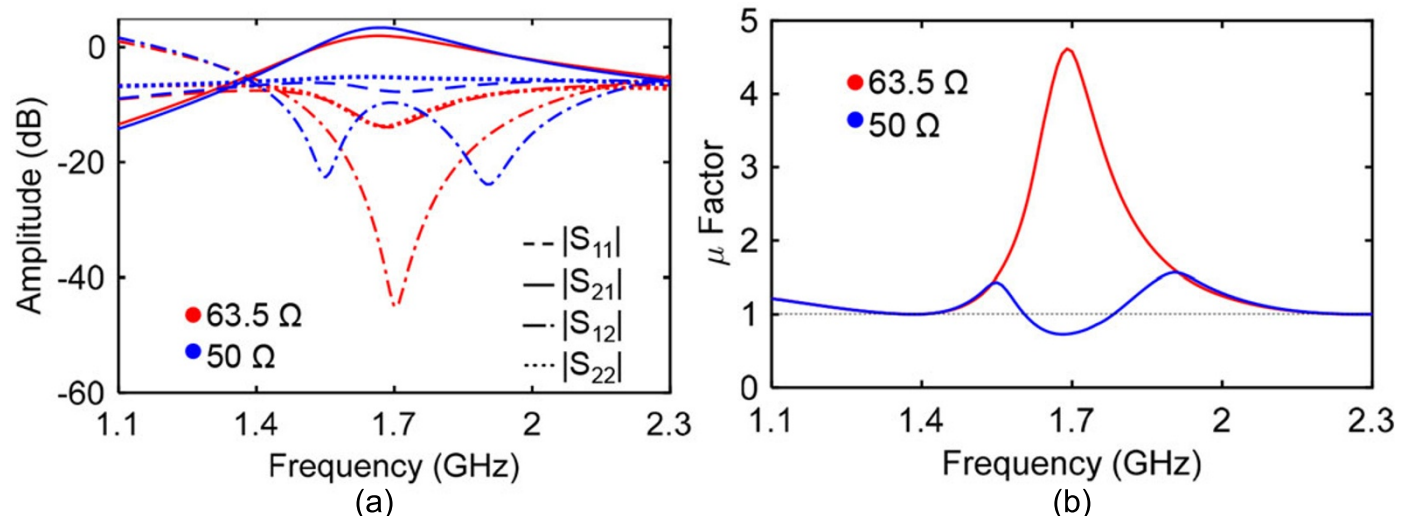 Amplitude (dB)
0
-20
-40
-60
1.1
1.4
1.7
2
2.3
Frequency (GHz)
63.5 Ω
50 Ω
|S₁₁|
|S₂₁|
|S₁₂|
|S₂₂|
(a)
μ Factor
5
4
3
2
1
0
1.1
1.4
1.7
2
2.3
Frequency (GHz)
63.5 Ω
50 Ω
(b)